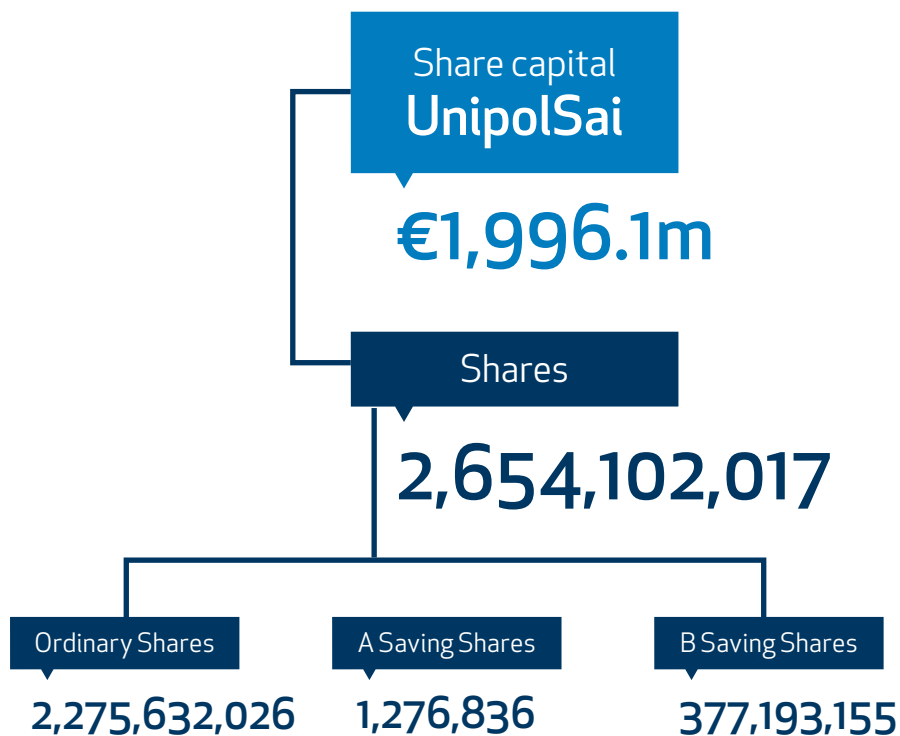 Share capital
UnipolSai
€1,996.1m
Shares
2,654,102,017
Ordinary Shares
2,275,632,026
A Saving Shares
1,276,836
B Saving Shares
377,193,155